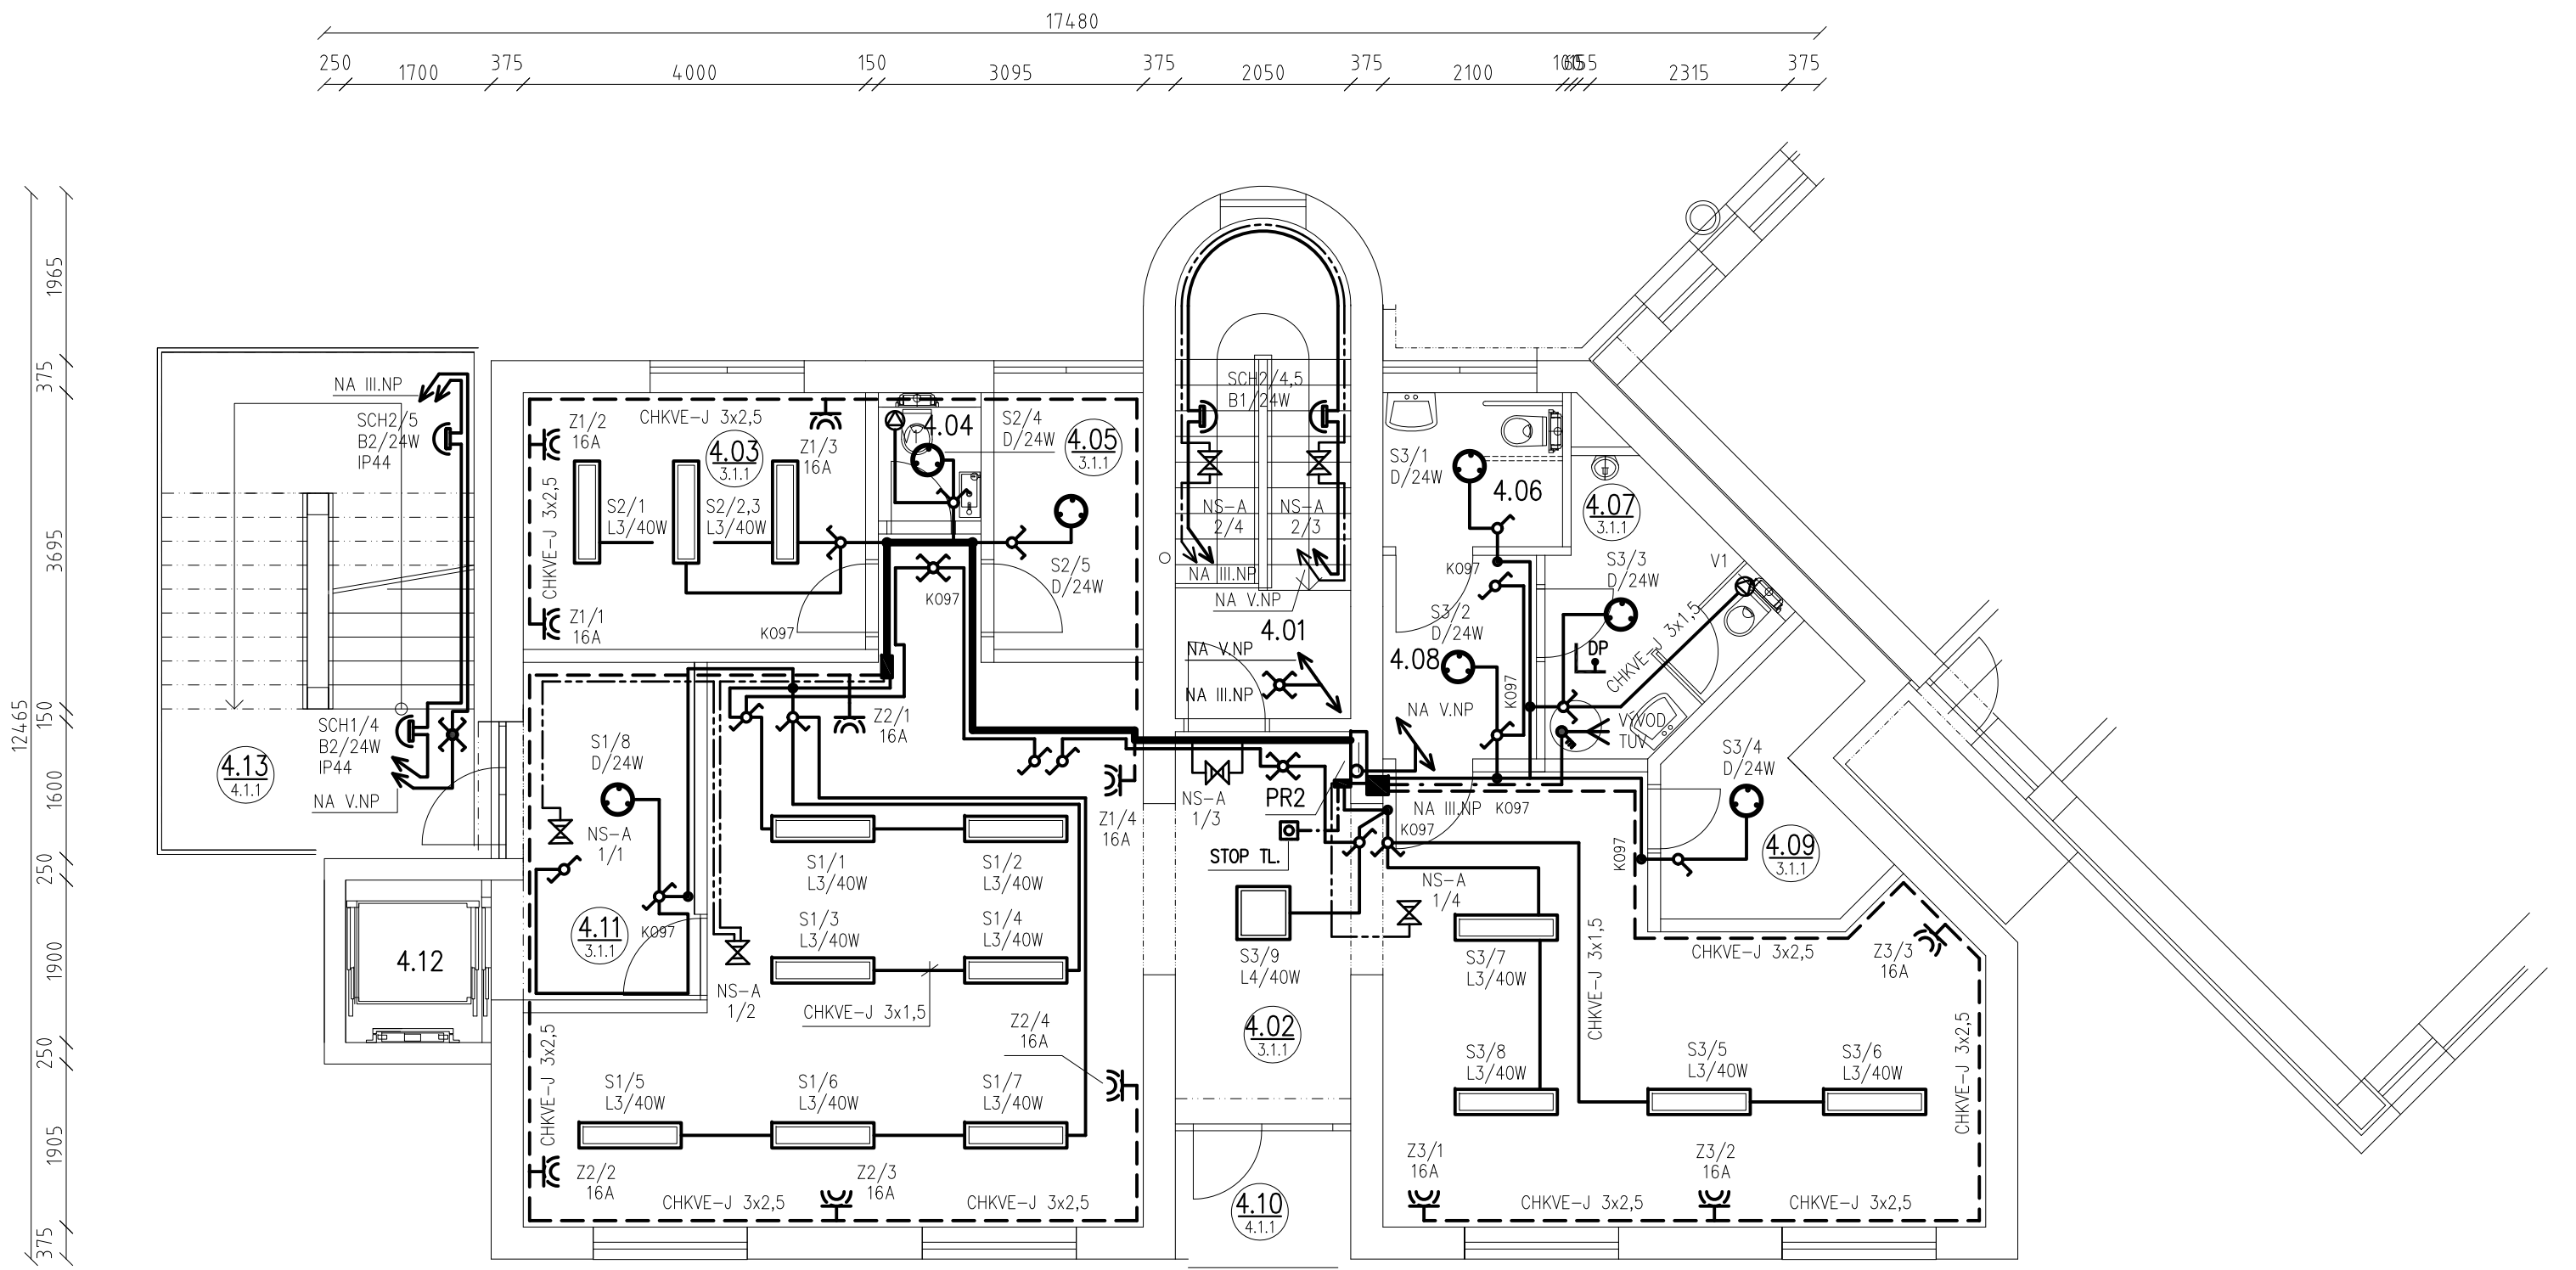 17480
250
1700
375
4000
150
3095
375
2050
375
2100
2315
375
12465
1965
375
3695
150
1600
250
1900
250
1905
375
NA III.NP
SCH2/5
B2/24W
IP44
SCH1/4
B2/24W
IP44
4.13
4.1.1
NA V.NP
4.12
Z1/2
16A
CHKVE-J 3x2,5
4.03
3.1.1
Z1/3
16A
CHKVE-J 3x2,5
S2/1
L3/40W
S2/2,3
L3/40W
Z1/1
16A
K097
V1
4.04
S2/4
D/24W
4.05
3.1.1
S2/5
D/24W
K097
SCH2/4,5
B1/24W
NS-A
2/4
NS-A
2/3
NA III.NP
NA V.NP
4.01
NA V.NP
NA III.NP
S3/1
D/24W
4.06
4.07
3.1.1
K097
S3/3
D/24W
V1
S3/2
D/24W
4.08
DP
CHKVE-J 3x1,5
K097
NA V.NP
VÝVOD
TUV
S3/4
D/24W
4.09
3.1.1
K097
S1/8
D/24W
NS-A
1/1
4.11
3.1.1
K097
Z2/1
16A
NS-A
1/2
S1/1
L3/40W
S1/2
L3/40W
S1/3
L3/40W
S1/4
L3/40W
CHKVE-J 3x1,5
Z1/4
16A
NS-A
1/3
PR2
STOP TL.
NA III.NP
K097
K097
NS-A
1/4
S3/9
L4/40W
4.02
3.1.1
Z2/4
16A
CHKVE-J 3x2,5
S1/5
L3/40W
S1/6
L3/40W
S1/7
L3/40W
Z2/2
16A
Z2/3
16A
CHKVE-J 3x2,5
CHKVE-J 3x2,5
4.10
4.1.1
S3/7
L3/40W
CHKVE-J 3x1,5
CHKVE-J 3x2,5
Z3/3
16A
S3/8
L3/40W
S3/5
L3/40W
S3/6
L3/40W
CHKVE-J 3x2,5
Z3/1
16A
Z3/2
16A
CHKVE-J 3x2,5
CHKVE-J 3x2,5